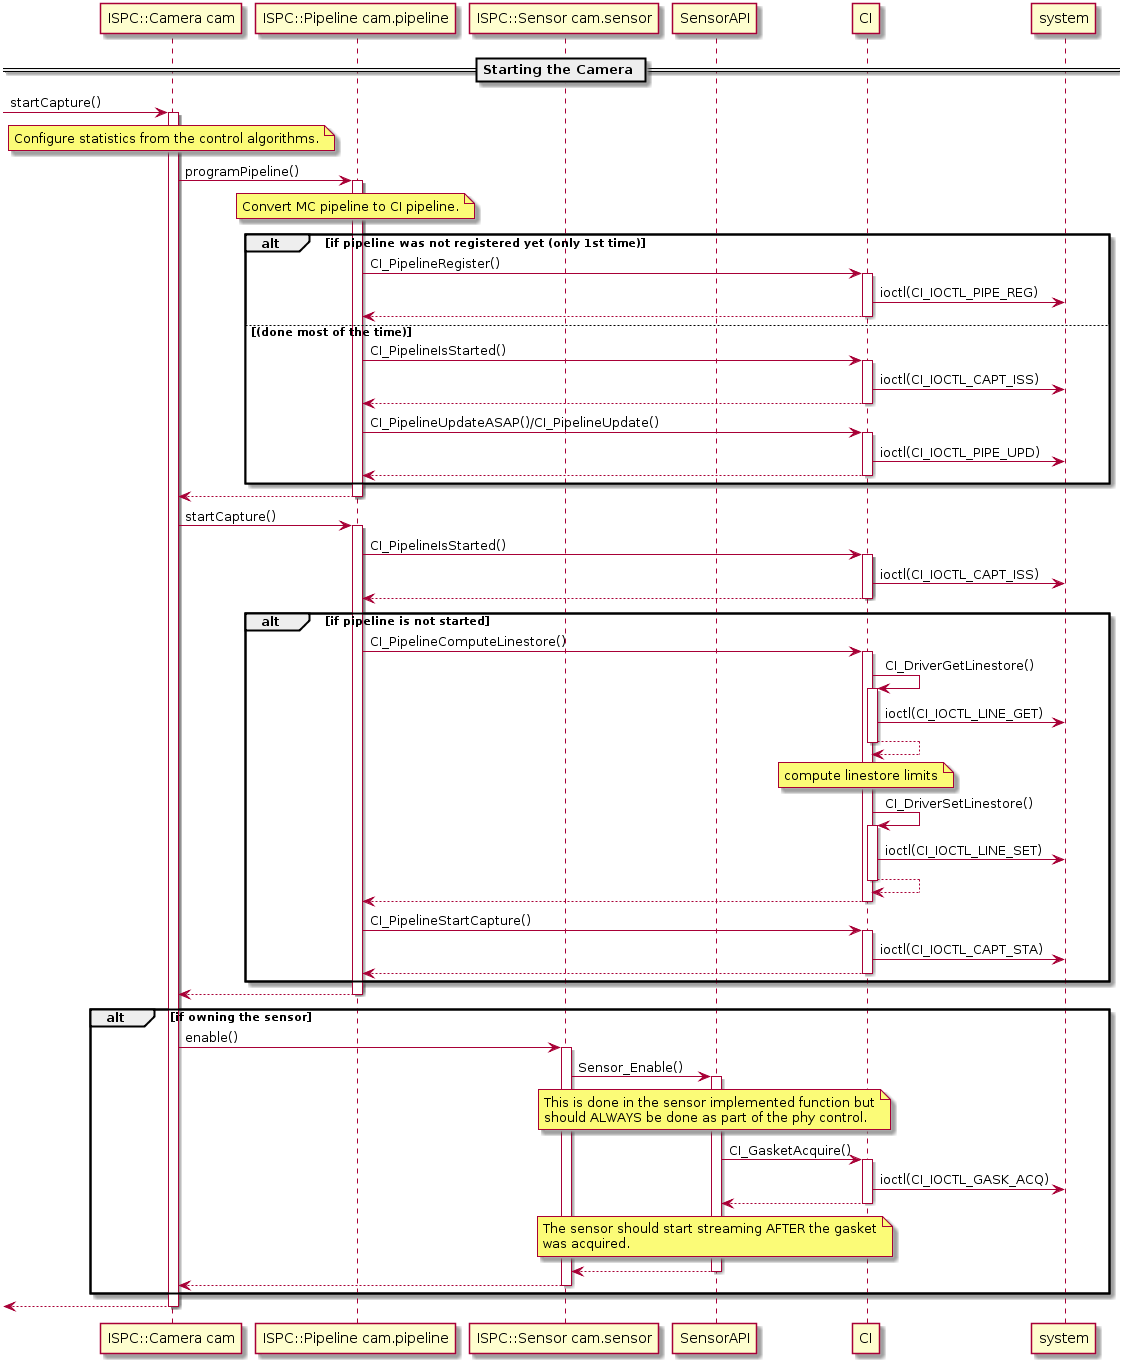 ISPC::Camera cam
ISPC::Pipeline cam.pipeline
ISPC::Sensor cam.sensor
SensorAPI
CI
system
Starting the Camera
startCapture()
Configure statistics from the control algorithms.
programPipeline()
Convert MC pipeline to CI pipeline.
alt
[if pipeline was not registered yet (only 1st time)]
CI_PipelineRegister()
ioctl(CI_IOCTL_PIPE_REG)
[(done most of the time)]
CI_PipelineIsStarted()
ioctl(CI_IOCTL_CAPT_ISS)
CI_PipelineUpdateASAP()/CI_PipelineUpdate()
ioctl(CI_IOCTL_PIPE_UPD)
startCapture()
CI_PipelineIsStarted()
ioctl(CI_IOCTL_CAPT_ISS)
alt
[if pipeline is not started]
CI_PipelineComputeLinestore()
CI_DriverGetLinestore()
ioctl(CI_IOCTL_LINE_GET)
compute linestore limits
CI_DriverSetLinestore()
ioctl(CI_IOCTL_LINE_SET)
CI_PipelineStartCapture()
ioctl(CI_IOCTL_CAPT_STA)
alt
[if owning the sensor]
enable()
Sensor_Enable()
This is done in the sensor implemented function but
should ALWAYS be done as part of the phy control.
CI_GasketAcquire()
ioctl(CI_IOCTL_GASK_ACQ)
The sensor should start streaming AFTER the gasket
was acquired.
ISPC::Camera cam
ISPC::Pipeline cam.pipeline
ISPC::Sensor cam.sensor
SensorAPI
CI
system